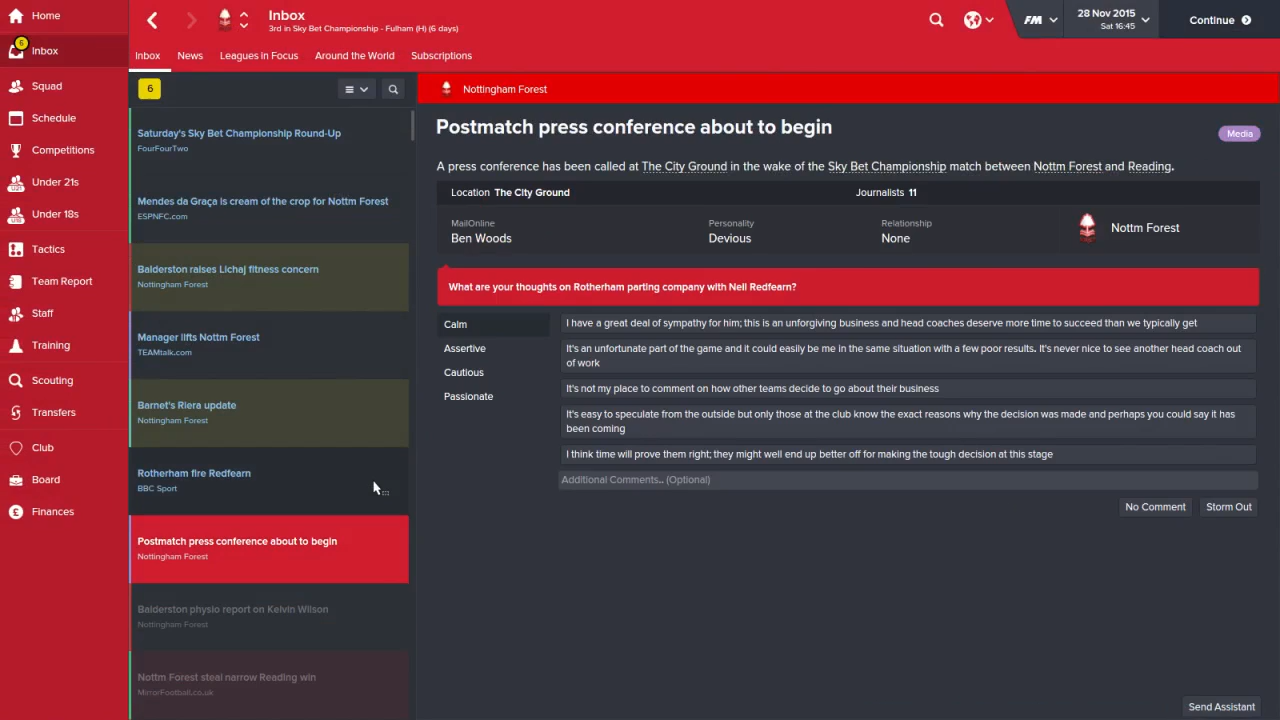 Home
6
Inbox
Squad
Schedule
Competitions
Under 21s
Under 18s
Tactics
Team Report
Staff
Training
Scouting
Transfers
Club
Board
Finances
Inbox
3rd in Sky Bet Championship - Fulham (H) (6 days)
FM
28 Nov 2015
Sat 16:45
Continue
Inbox
News
Leagues in Focus
Around the World
Subscriptions
6
Saturday's Sky Bet Championship Round-Up
FourFourTwo
Mendes da Graça is cream of the crop for Nottm Forest
ESPNFC.com
Balderston raises Lichaj fitness concern
Nottingham Forest
Manager lifts Nottm Forest
TEAMtalk.com
Barnet's Riera update
Nottingham Forest
Rotherham fire Redfearn
BBC Sport
Postmatch press conference about to begin
Nottingham Forest
Balderston physio report on Kelvin Wilson
Nottingham Forest
Nottm Forest steal narrow Reading win
MirrorFootball.co.uk
Nottingham Forest
Postmatch press conference about to begin
Media
A press conference has been called at The City Ground in the wake of the Sky Bet Championship match between Nottm Forest and Reading.
Location The City Ground
Journalists 11
MailOnline
Ben Woods
Personality
Devious
Relationship
None
Nottm Forest
What are your thoughts on Rotherham parting company with Neil Redfearn?
Calm
Assertive
Cautious
Passionate
I have a great deal of sympathy for him; this is an unforgiving business and head coaches deserve more time to succeed than we typically get
It's an unfortunate part of the game and it could easily be me in the same situation with a few poor results. It's never nice to see another head coach out
of work
It's not my place to comment on how other teams decide to go about their business
It's easy to speculate from the outside but only those at the club know the exact reasons why the decision was made and perhaps you could say it has
been coming
I think time will prove them right; they might well end up better off for making the tough decision at this stage
Additional Comments.. (Optional)
No Comment
Storm Out
Send Assistant